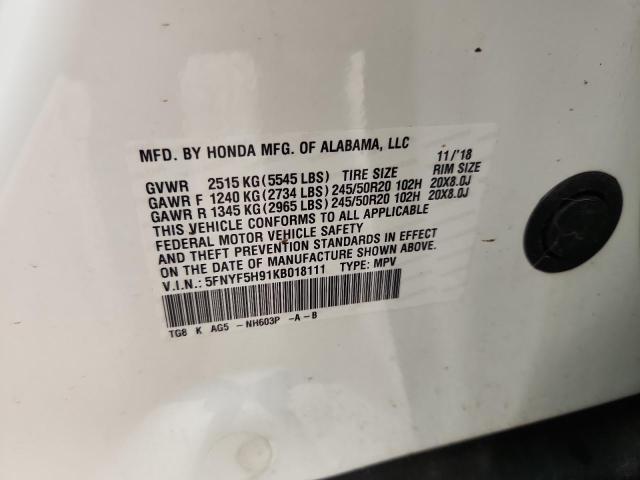 MFD. BY HONDA MFG. OF ALABAMA, LLC 11/'18
GVWR 2515 KG (5545 LBS) TIRE SIZE RIM SIZE
GAWR F 1240 KG (2734 LBS) 245/50R20 102H 20X8.0J
GAWR R 1345 KG (2965 LBS) 245/50R20 102H 20X8.0J
THIS VEHICLE CONFORMS TO ALL APPLICABLE
FEDERAL MOTOR VEHICLE SAFETY
AND THEFT PREVENTION STANDARDS IN EFFECT
ON THE DATE OF MANUFACTURE SHOWN ABOVE.
V.I.N.: 5FNYF5H91KB018111 TYPE: MPV
TG8 K AG5 -NH603P -A-B